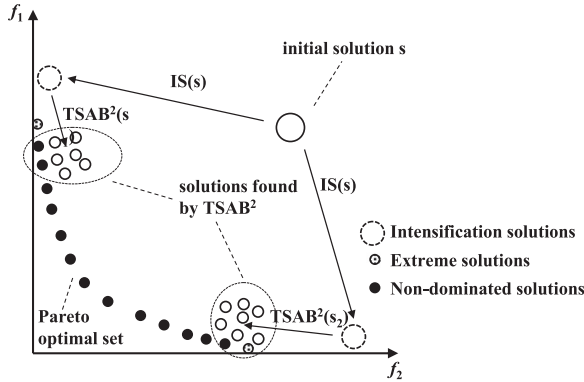 f1
initial solution s
IS(s)
TSAB²(s
IS(s)
solutions found
by TSAB²
Intensification solutions
Extreme solutions
Non-dominated solutions
TSAB²(s₂)
Pareto
optimal set
f2